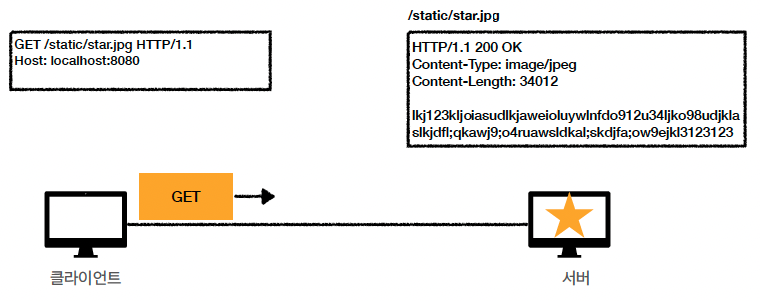 /static/star.jpg
GET /static/star.jpg HTTP/1.1
Host: localhost:8080
HTTP/1.1 200 OK
Content-Type: image/jpeg
Content-Length: 34012
lkj123kljoiasudlkjaweioluywlnfdo912u34ljko98udjkla
slkjdfl;qkawj9;o4ruawsldkal;skdjfa;ow9ejkl3123123
GET
클라이언트
서버